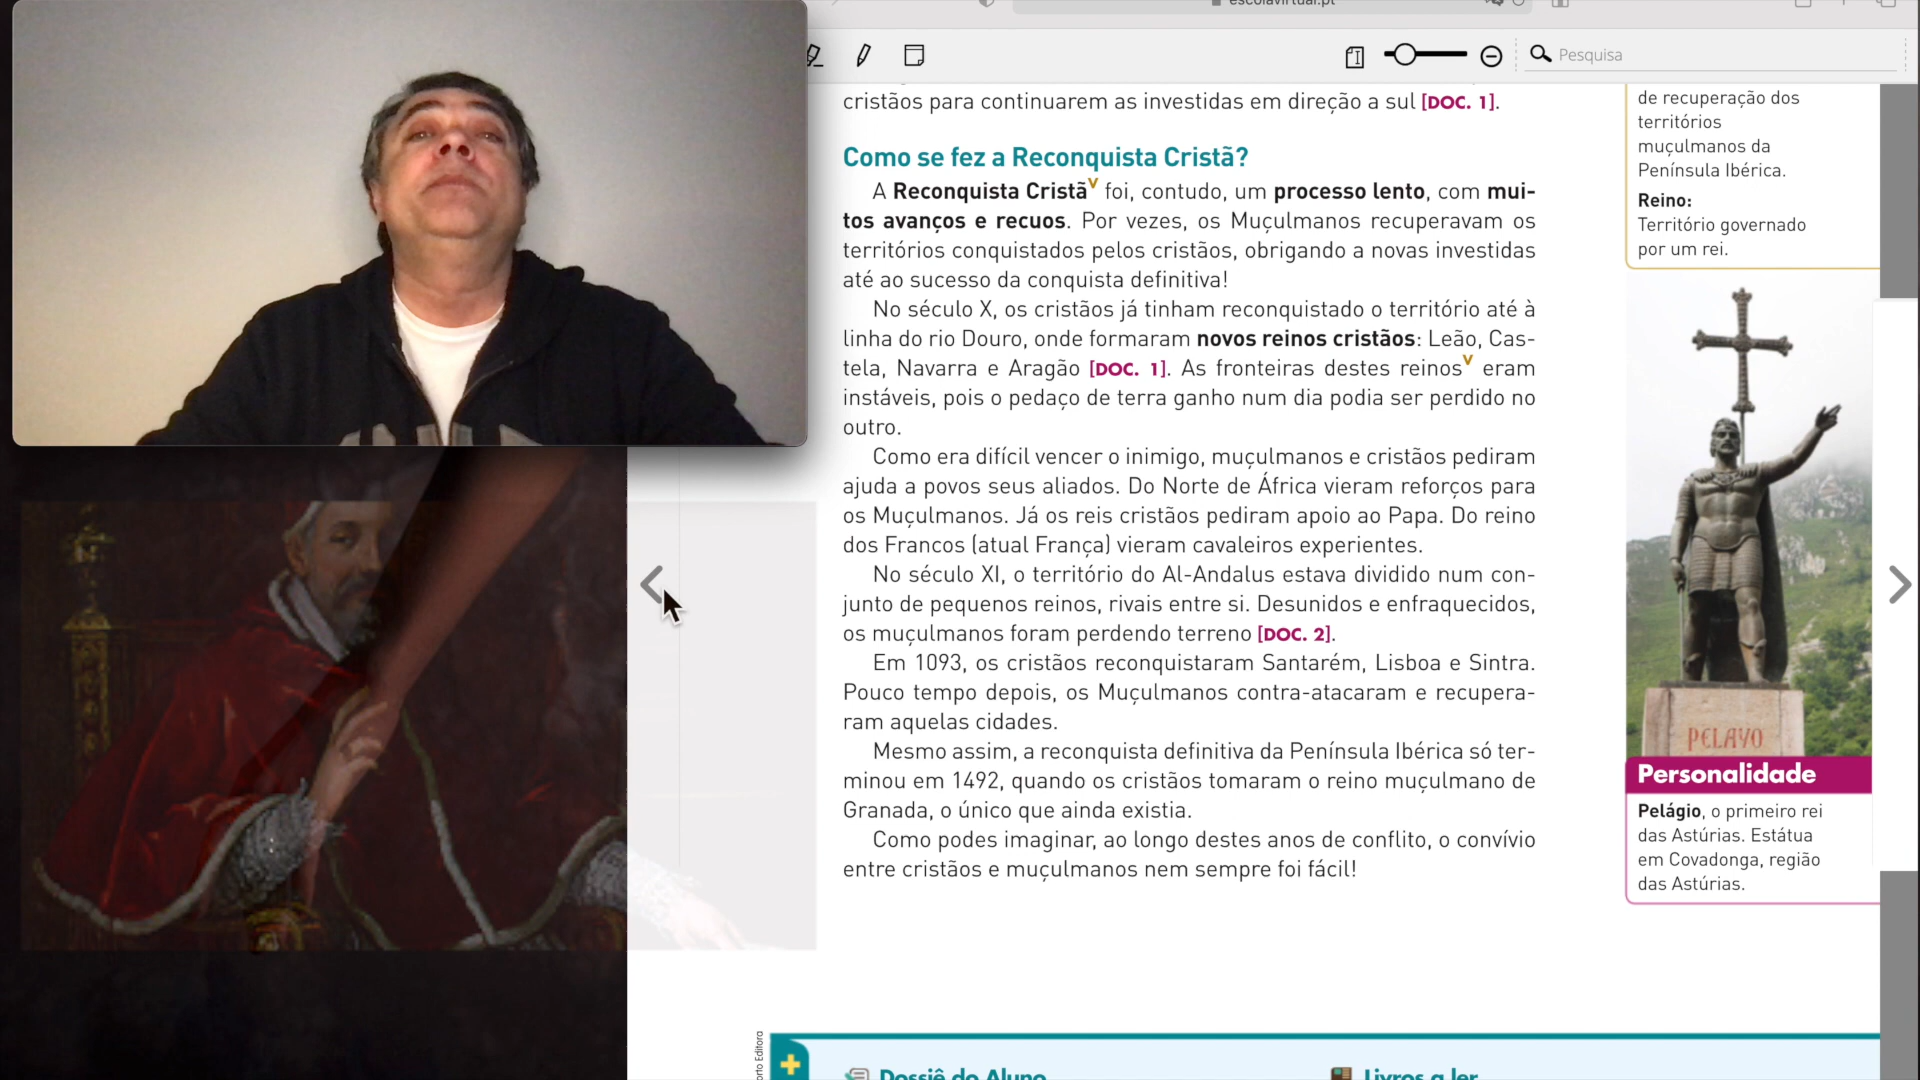 Pesquisa
cristãos para continuarem as investidas em direção a sul [DOC. 1].
Como se fez a Reconquista Cristã?
A Reconquista Cristãᵛ foi, contudo, um processo lento, com mui-
tos avanços e recuos. Por vezes, os Muçulmanos recuperavam os
territórios conquistados pelos cristãos, obrigando a novas investidas
até ao sucesso da conquista definitiva!
No século X, os cristãos já tinham reconquistado o território até à
linha do rio Douro, onde formaram novos reinos cristãos: Leão, Cas-
tela, Navarra e Aragão [DOC. 1]. As fronteiras destes reinosᵛ eram
instáveis, pois o pedaço de terra ganho num dia podia ser perdido no
outro.
Como era difícil vencer o inimigo, muçulmanos e cristãos pediram
ajuda a povos seus aliados. Do Norte de África vieram reforços para
os Muçulmanos. Já os reis cristãos pediram apoio ao Papa. Do reino
dos Francos (atual França) vieram cavaleiros experientes.
No século XI, o território do Al-Andalus estava dividido num con-
junto de pequenos reinos, rivais entre si. Desunidos e enfraquecidos,
os muçulmanos foram perdendo terreno [DOC. 2].
Em 1093, os cristãos reconquistaram Santarém, Lisboa e Sintra.
Pouco tempo depois, os Muçulmanos contra-atacaram e recupera-
ram aquelas cidades.
Mesmo assim, a reconquista definitiva da Península Ibérica só ter-
minou em 1492, quando os cristãos tomaram o reino muçulmano de
Granada, o único que ainda existia.
Como podes imaginar, ao longo destes anos de conflito, o convívio
entre cristãos e muçulmanos nem sempre foi fácil!
de recuperação dos
territórios
muçulmanos da
Península Ibérica.
Reino:
Território governado
por um rei.
PELAYO
Personalidade
Pelágio, o primeiro rei
das Astúrias. Estátua
em Covadonga, região
das Astúrias.
Dossiê do Aluno
Livros a ler